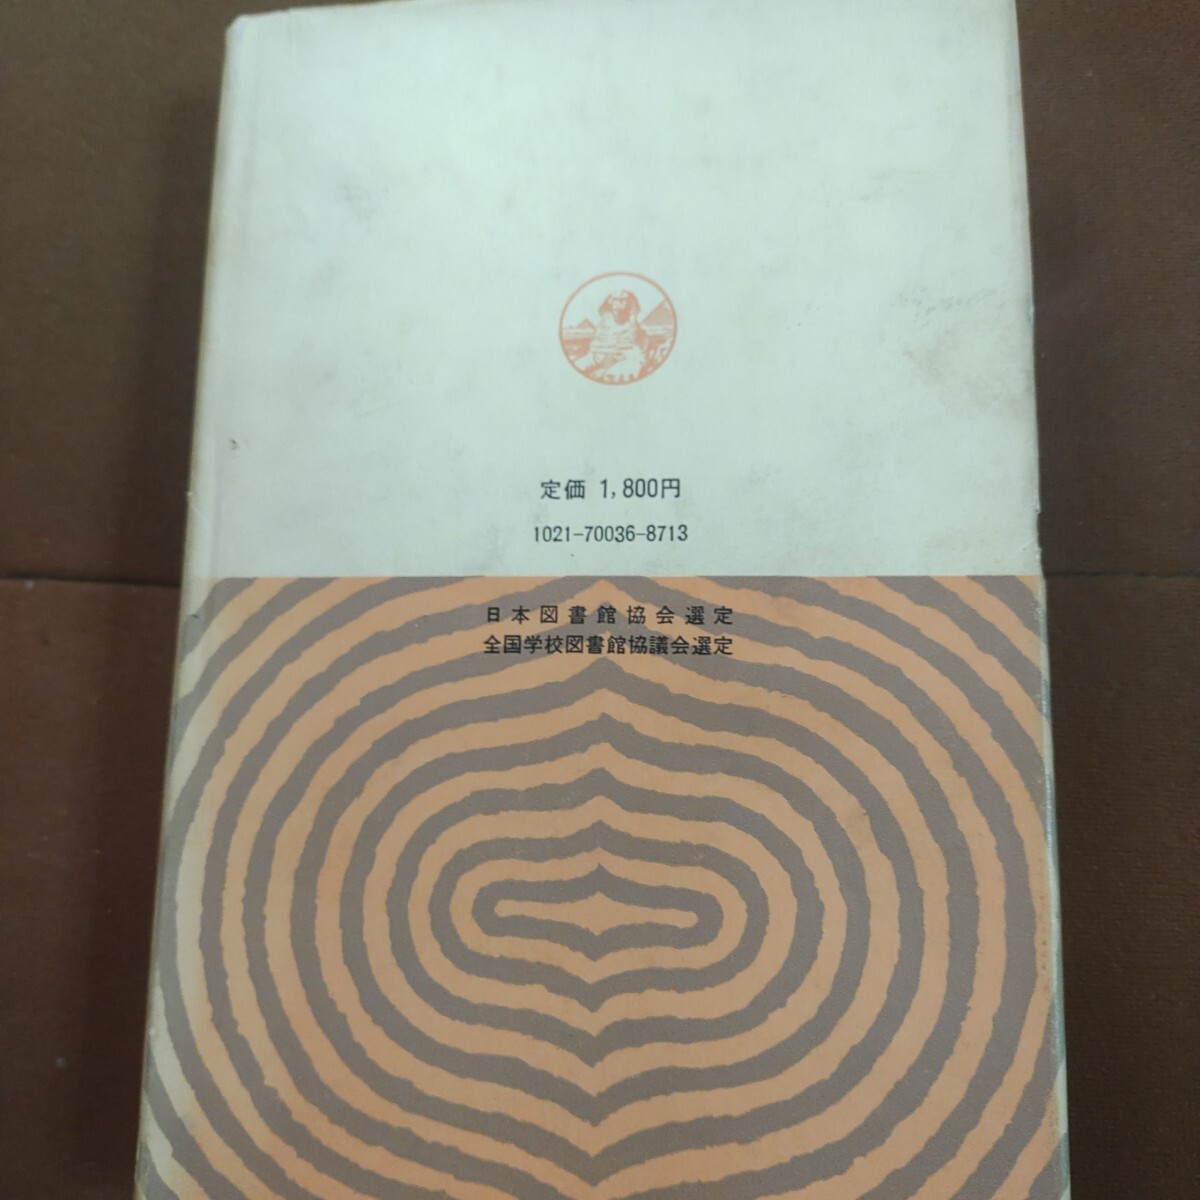 定価 1,800円
1021-70036-8713
日本図書館協会選定
全国学校図書館協議会選定